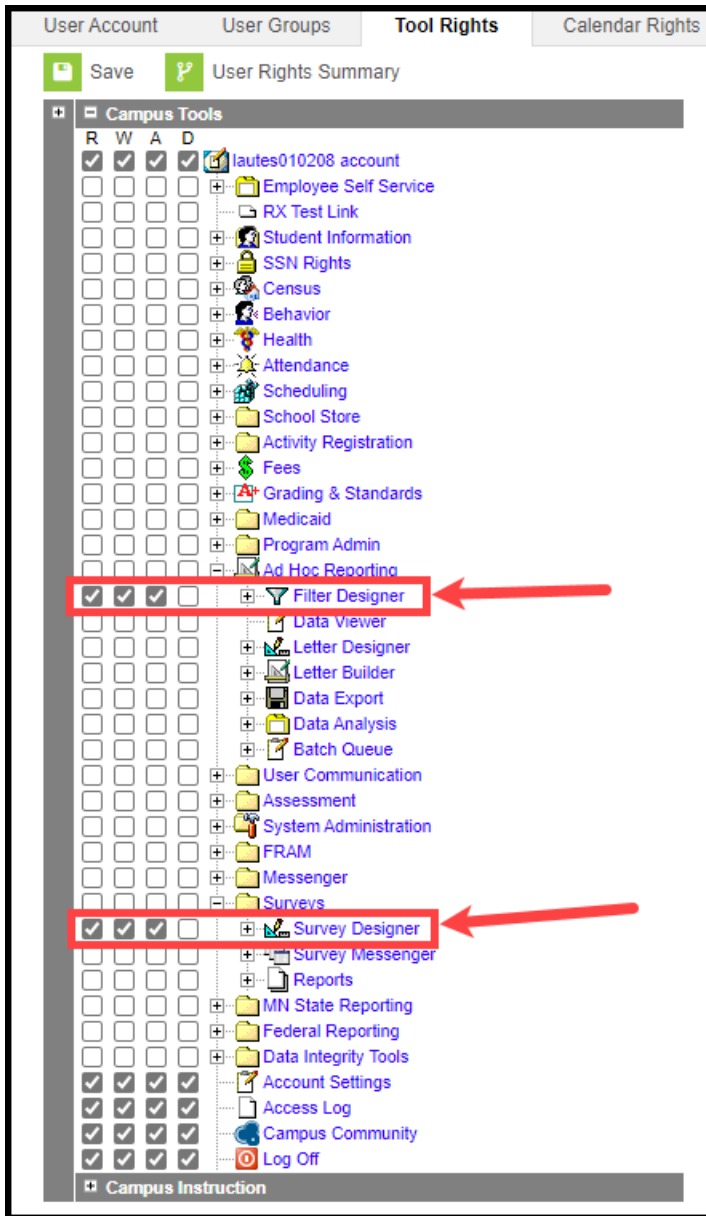 User Account User Groups Tool Rights Calendar Rights
Save User Rights Summary
Campus Tools
R W A D
lautes010208 account
Employee Self Service
RX Test Link
Student Information
SSN Rights
Census
Behavior
Health
Attendance
Scheduling
School Store
Activity Registration
Fees
Grading & Standards
Medicaid
Program Admin
Ad Hoc Reporting
Filter Designer
Data Viewer
Letter Designer
Letter Builder
Data Export
Data Analysis
Batch Queue
User Communication
Assessment
System Administration
FRAM
Messenger
Surveys
Survey Designer
Survey Messenger
Reports
MN State Reporting
Federal Reporting
Data Integrity Tools
Account Settings
Access Log
Campus Community
Log Off
Campus Instruction